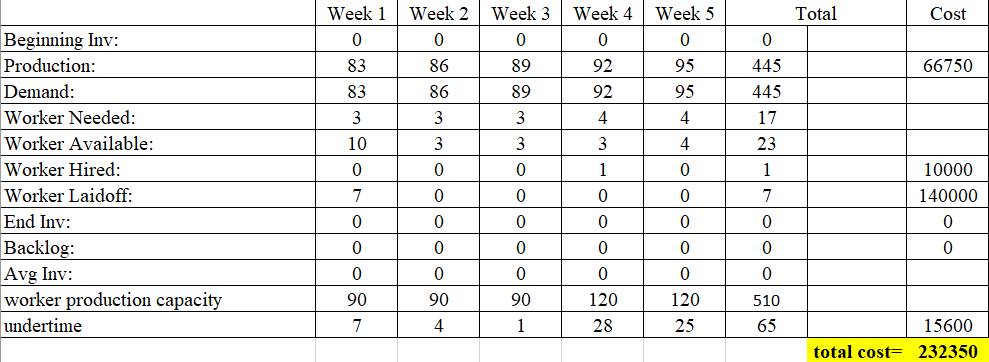 Week 1 Week 2 Week 3 Week 4 Week 5 Total Cost
Beginning Inv: 0 0 0 0 0 0
Production: 83 86 89 92 95 445 66750
Demand: 83 86 89 92 95 445
Worker Needed: 3 3 3 4 4 17
Worker Available: 10 3 3 3 4 23
Worker Hired: 0 0 0 1 0 1 10000
Worker Laidoff: 7 0 0 0 0 7 140000
End Inv: 0 0 0 0 0 0 0
Backlog: 0 0 0 0 0 0 0
Avg Inv: 0 0 0 0 0 0
worker production capacity 90 90 90 120 120 510
undertime 7 4 1 28 25 65 15600
total cost= 232350